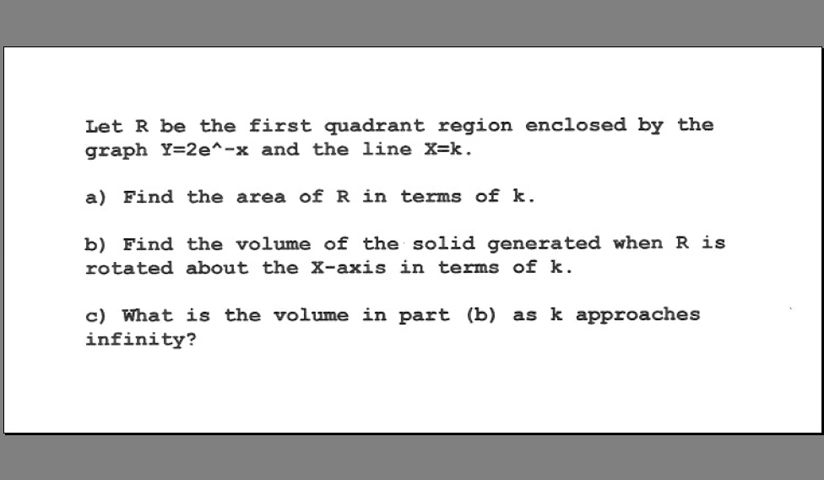 Let R be the first quadrant region enclosed by the
graph Y=2e^-x and the line X=k.
a) Find the area of R in terms of k.
b) Find the volume of the solid generated when R is
rotated about the X-axis in terms of k.
c) What is the volume in part (b) as k approaches
infinity?